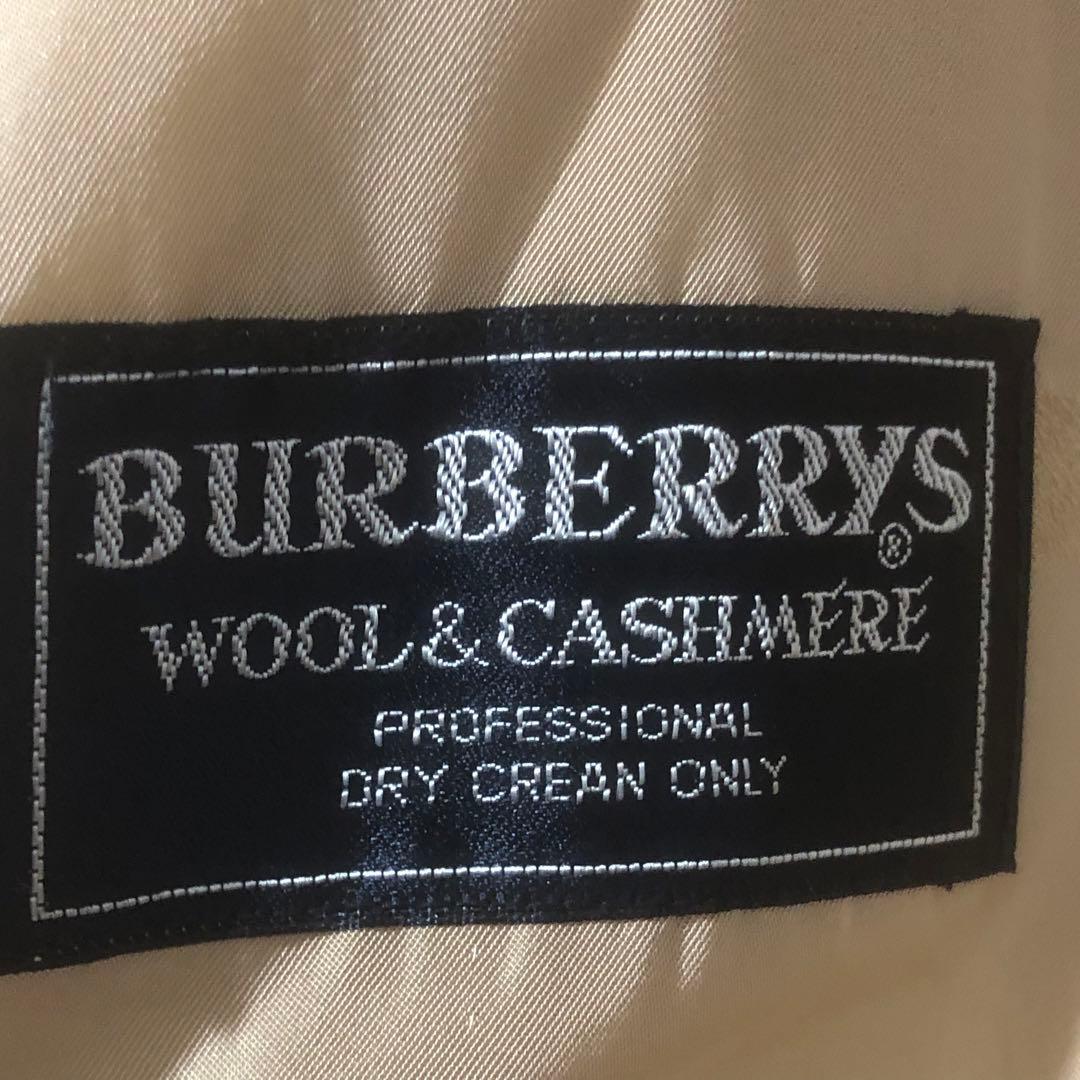 BURBERRYS®
WOOL & CASHMERE
PROFESSIONAL
DRY CREAN ONLY